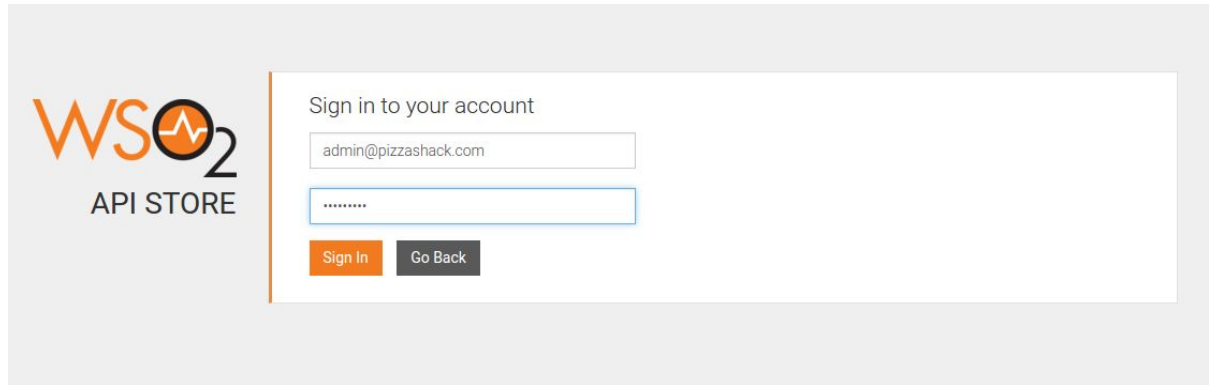 WSO2
API STORE
Sign in to your account
admin@pizzashack.com
•••••••••
Sign In Go Back